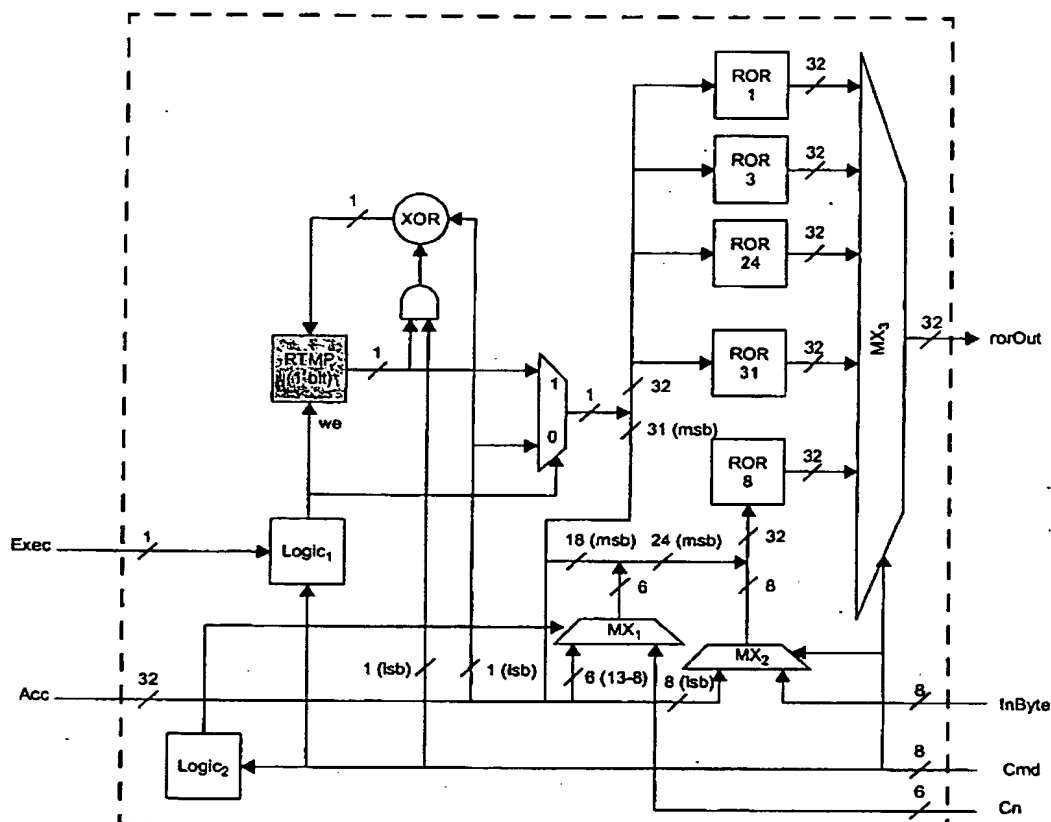 ROR
1
32
ROR
3
32
ROR
24
32
ROR
31
32
ROR
8
32
MX3
32
rorOut
1
XOR
RTMP
(1-bit)
1
we
1
0
1
32
31 (msb)
Exec
1
Logic1
18 (msb)
24 (msb)
32
6
8
MX1
MX2
1 (lsb)
1 (lsb)
6 (13-8)
8 (lsb)
Acc
32
8
InByte
Logic2
8
Cmd
6
Cn